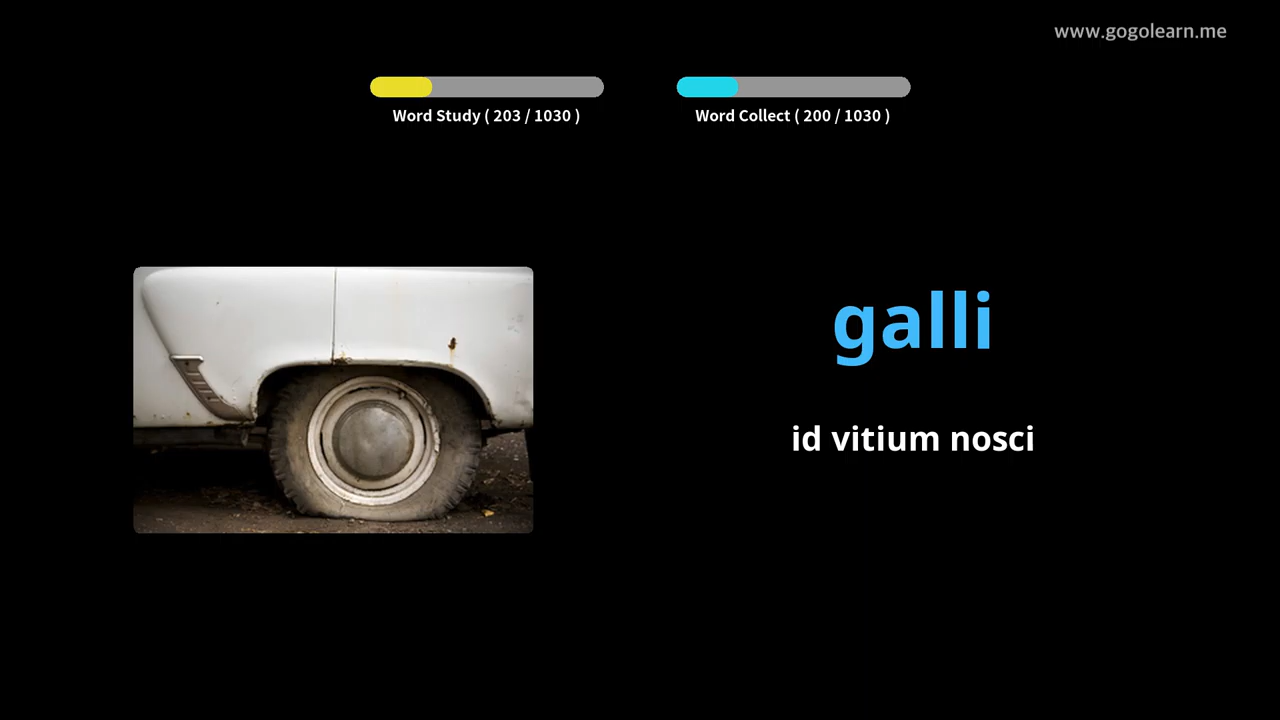 www.gogolearn.me
Word Study ( 203 / 1030 )
Word Collect ( 200 / 1030 )
galli
id vitium nosci